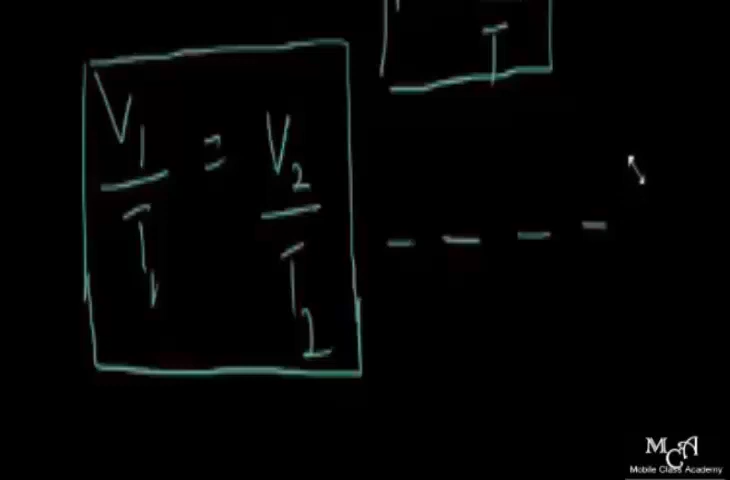 T
V₁/T₁ = V₂/T₂ - - - -
MCA
Mobile Class Academy